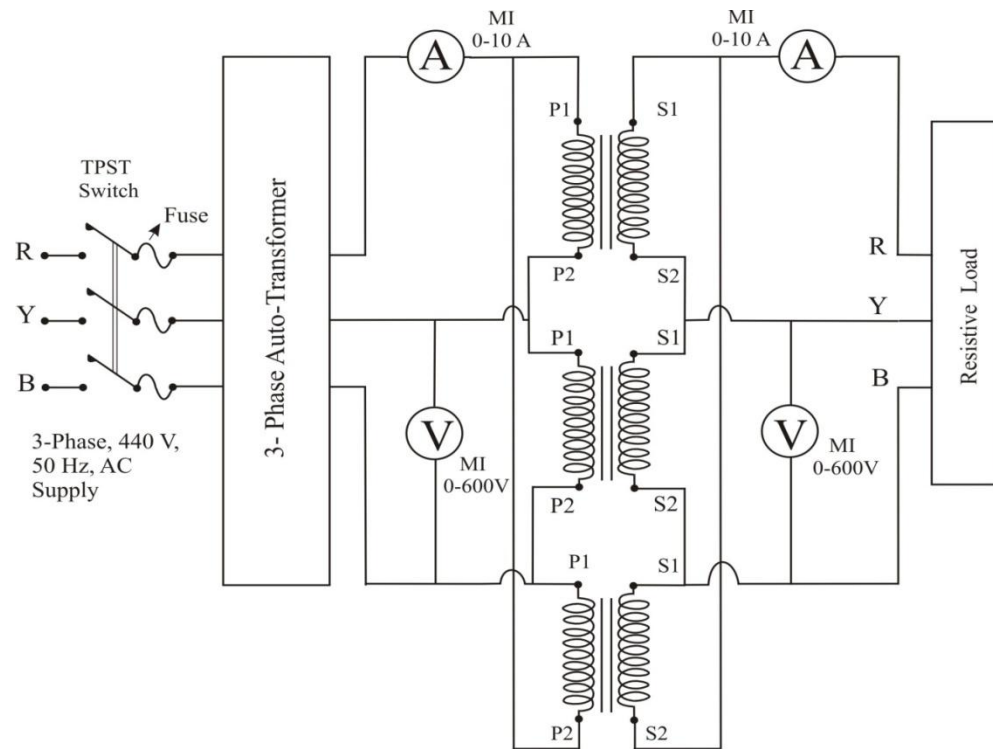 MI
0-10 A
MI
0-10 A
A
A
P1
S1
TPST
Switch
Fuse
R
Y
B
3-Phase, 440 V,
50 Hz, AC
Supply
3- Phase Auto-Transformer
P2
S2
P1
S1
V
MI
0-600V
V
MI
0-600V
P2
S2
P1
S1
P2
S2
R
Y
B
Resistive Load